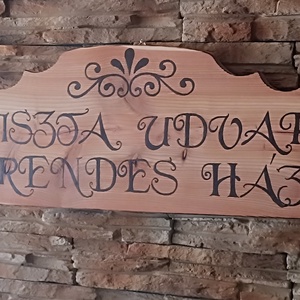 ISZTA UDVAR
RENDES HÁZ